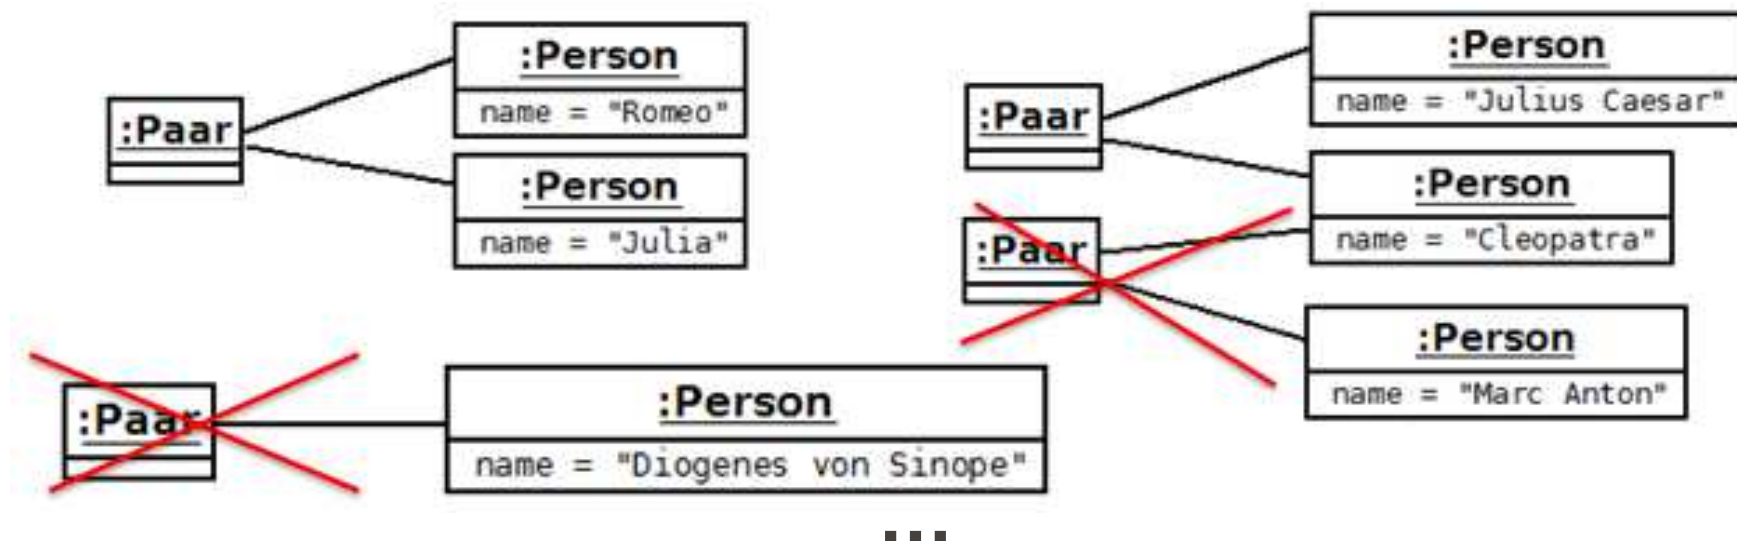 :Person
name = "Romeo"
:Paar
:Person
name = "Julia"
:Person
name = "Julius Caesar"
:Paar
:Person
name = "Cleopatra"
:Paar
:Person
name = "Marc Anton"
:Paar
:Person
name = "Diogenes von Sinope"
...